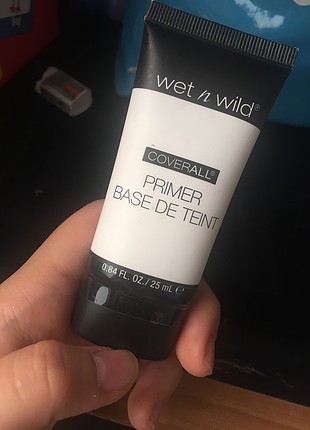 wet n wild®
COVERALL®
PRIMER
BASE DE TEINT
0.84 FL. OZ./25 mL ℮